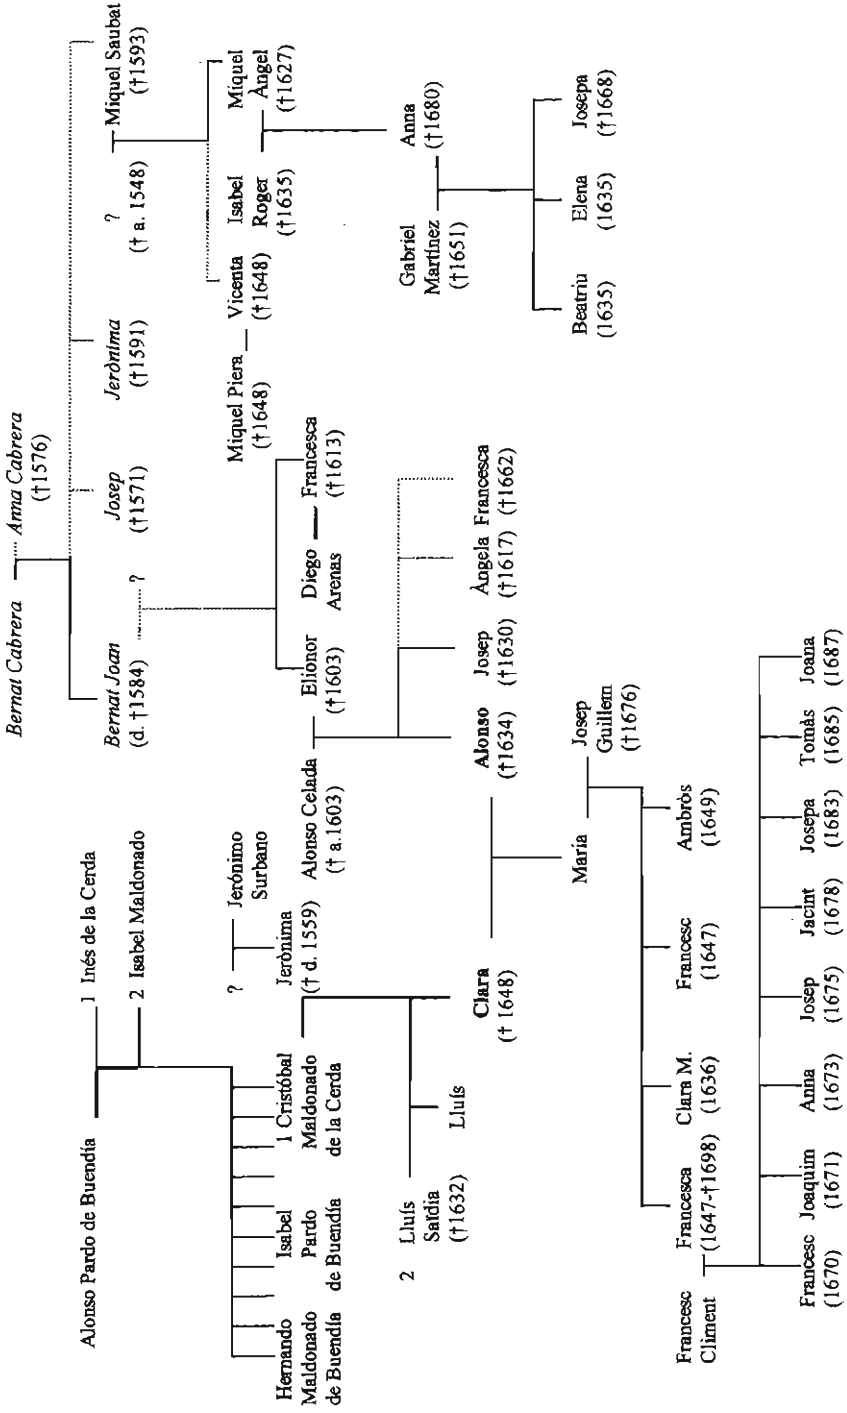 Bernat Cabrera
Anna Cabrera
(†1576)
Alonso Pardo de Buendía
1 Inés de la Cerda
2 Isabel Maldonado
Bernat Joan
(d. †1584)
?
Josep
(†1571)
Jerònima
(†1591)
?
(† a. 1548)
Miquel Saubat
(†1593)
Hernando
Maldonado
de Buendía
Isabel
Pardo
de Buendía
1 Cristóbal
Maldonado
de la Cerda
?
Jerónimo
Surbano
Jerònima
(† d. 1559)
Alonso Celada
(† a.1603)
Elionor
(†1603)
Diego
Arenas
Francesca
(†1613)
Miquel Piera
(†1648)
Vicenta
(†1648)
Isabel
Roger
(†1635)
Miquel
Àngel
(†1627)
2
Lluís
Saïdia
(†1632)
Lluís
Clara
(† 1648)
Alonso
(†1634)
Josep
(†1630)
Àngela
(†1617)
Francesca
(†1662)
Gabriel
Martínez
(†1651)
Anna
(†1680)
Beatriu
(1635)
Elena
(1635)
Josepa
(†1668)
María
Josep
Guillem
(†1676)
Francesc
Climent
Francesca
(1647-†1698)
Clara M.
(1636)
Francesc
(1647)
Ambròs
(1649)
Francesc
(1670)
Joaquim
(1671)
Anna
(1673)
Josep
(1675)
Jacint
(1678)
Josepa
(1683)
Tomàs
(1685)
Joana
(1687)